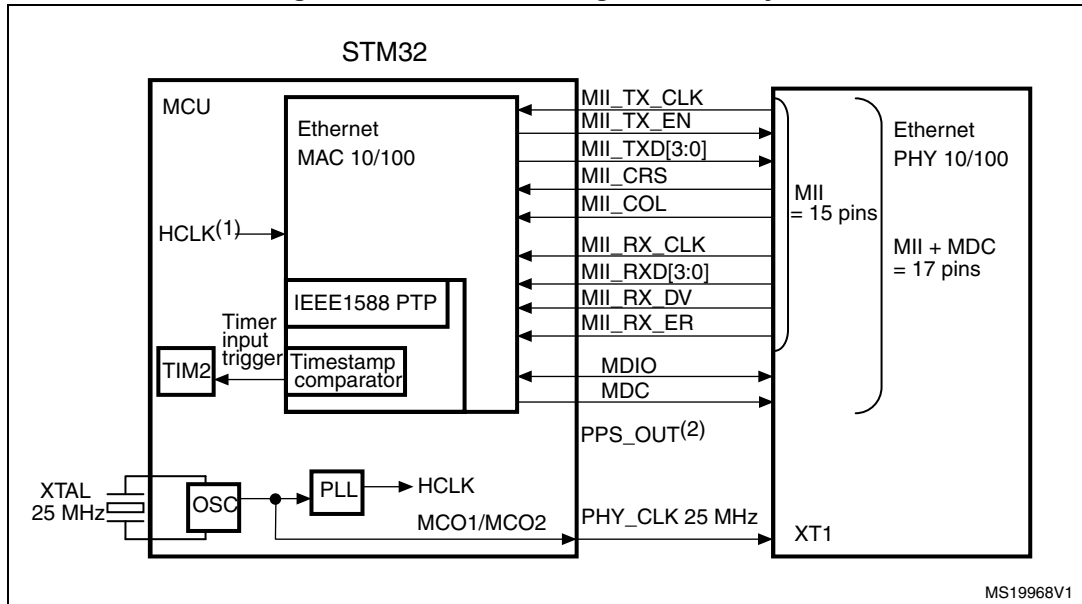 STM32
MCU
Ethernet
MAC 10/100
HCLK(1)
IEEE1588 PTP
Timer
input
trigger
Timestamp
comparator
TIM2
XTAL
25 MHz
OSC
PLL
HCLK
MCO1/MCO2
MII_TX_CLK
MII_TX_EN
MII_TXD[3:0]
MII_CRS
MII_COL
MII_RX_CLK
MII_RXD[3:0]
MII_RX_DV
MII_RX_ER
MDIO
MDC
PPS_OUT(2)
PHY_CLK 25 MHz
MII
= 15 pins
Ethernet
PHY 10/100
MII + MDC
= 17 pins
XT1
MS19968V1